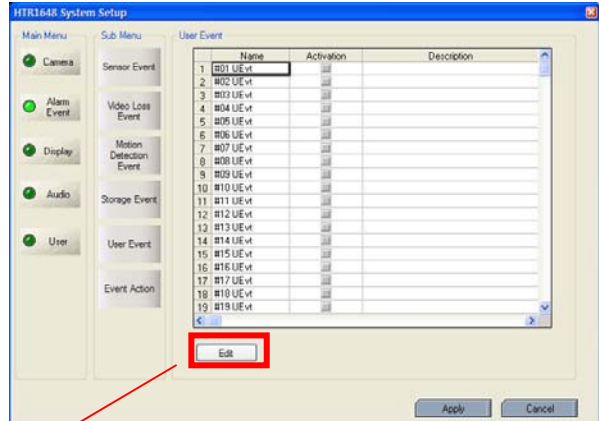 HTR1648 System Setup
Main Menu
Camera
Alarm
Event
Display
Audio
User
Sub Menu
Sensor Event
Video Loss
Event
Motion
Detection
Event
Storage Event
User Event
Event Action
User Event
Name Activation Description
1 #01 UEvt
2 #02 UEvt
3 #03 UEvt
4 #04 UEvt
5 #05 UEvt
6 #06 UEvt
7 #07 UEvt
8 #08 UEvt
9 #09 UEvt
10 #10 UEvt
11 #11 UEvt
12 #12 UEvt
13 #13 UEvt
14 #14 UEvt
15 #15 UEvt
16 #16 UEvt
17 #17 UEvt
18 #18 UEvt
19 #19 UEvt
Edit
Apply Cancel